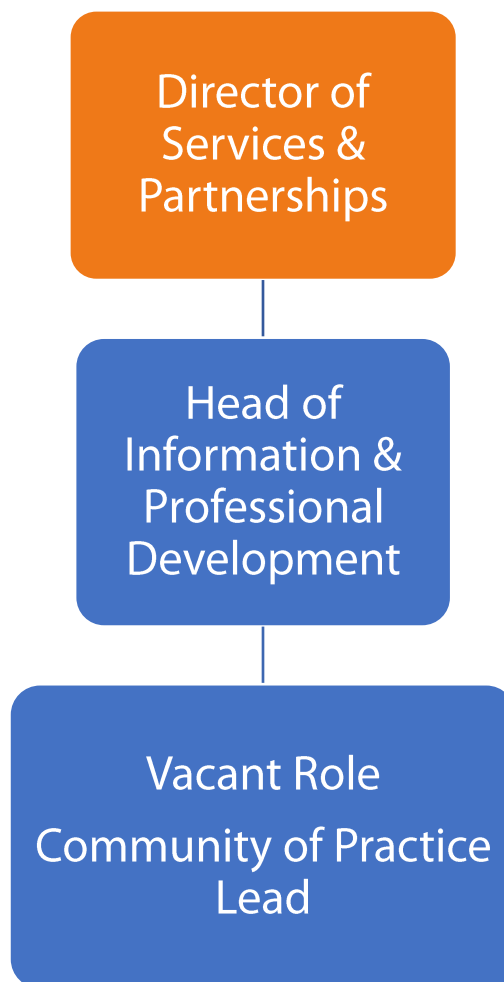 Director of
Services &
Partnerships
Head of
Information &
Professional
Development
Vacant Role
Community of Practice
Lead